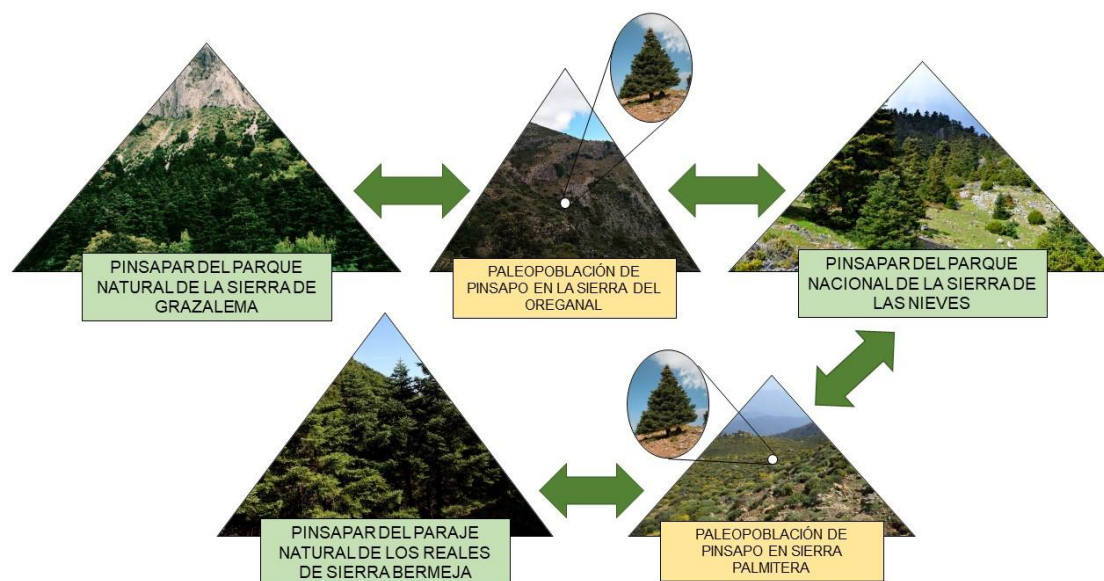 PINSAPAR DEL PARQUE
NATURAL DE LA SIERRA DE
GRAZALEMA
PALEOPOBLACIÓN DE
PINSAPO EN LA SIERRA DEL
OREGANAL
PINSAPAR DEL PARQUE
NACIONAL DE LA SIERRA DE
LAS NIEVES
PINSAPAR DEL PARAJE
NATURAL DE LOS REALES
DE SIERRA BERMEJA
PALEOPOBLACIÓN DE
PINSAPO EN SIERRA
PALMITERA